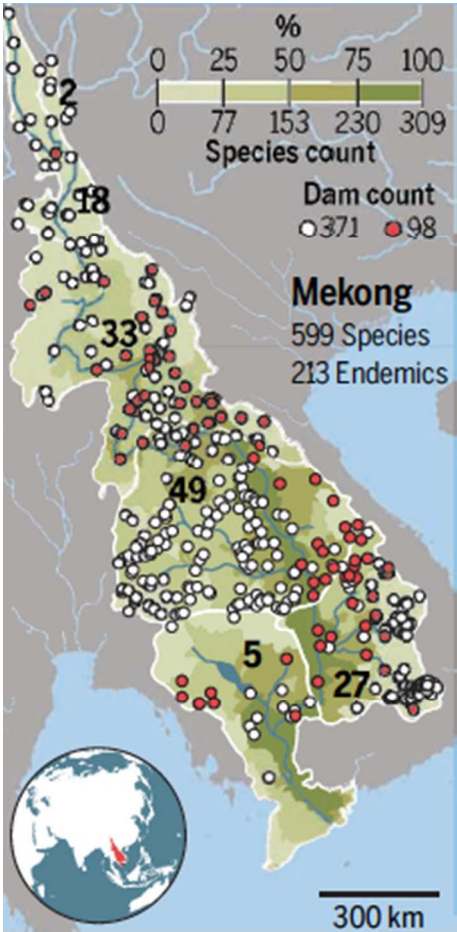 %
0 25 50 75 100
0 77 153 230 309
Species count
Dam count
371 98
Mekong
599 Species
213 Endemics
2
18
33
49
5
27
300 km